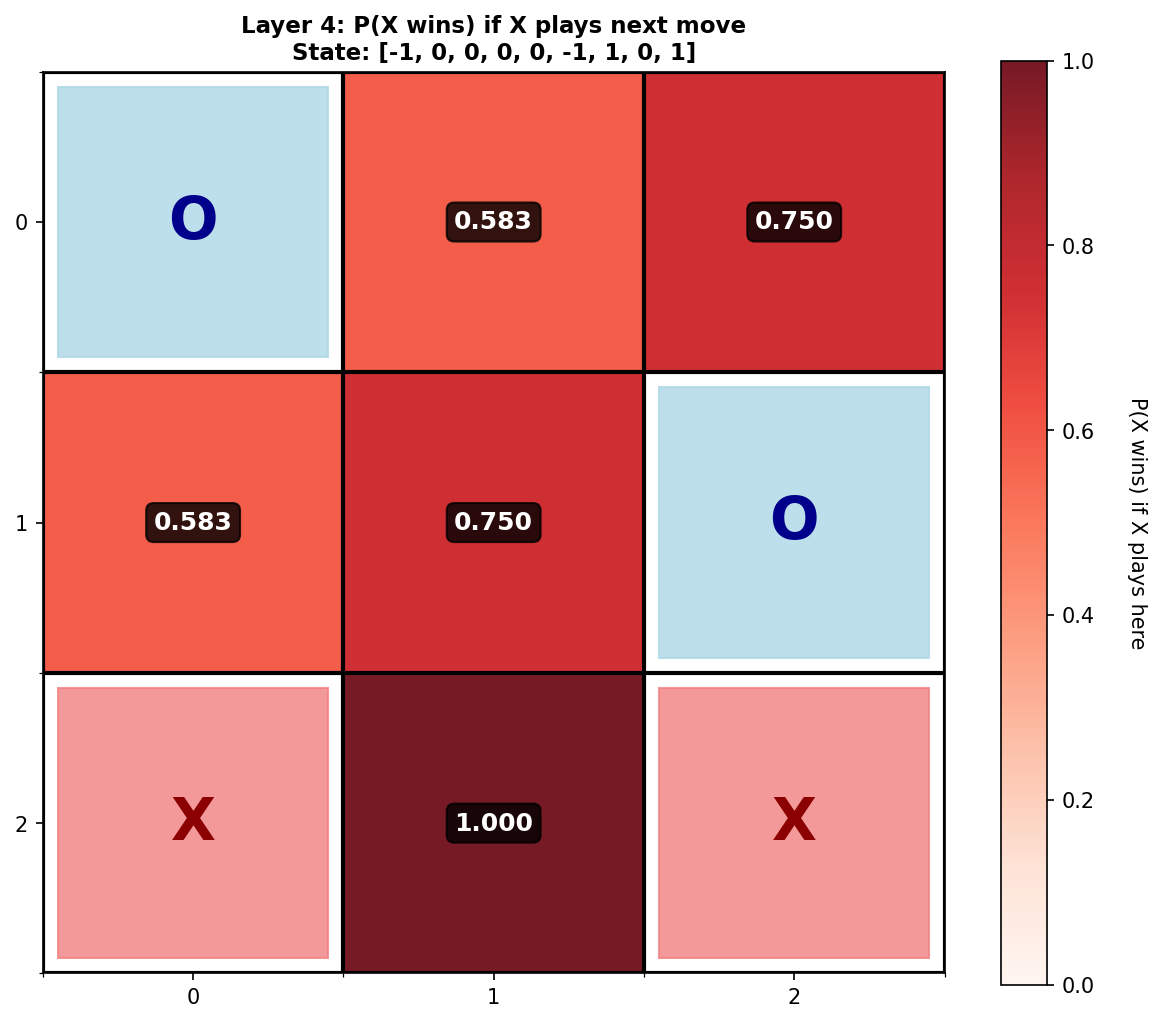 Layer 4: P(X wins) if X plays next move
State: [-1, 0, 0, 0, 0, -1, 1, 0, 1]
0
O
0.583
0.750
1
0.583
0.750
O
2
X
1.000
X
0
1
2
1.0
0.8
0.6
0.4
0.2
0.0
P(X wins) if X plays here